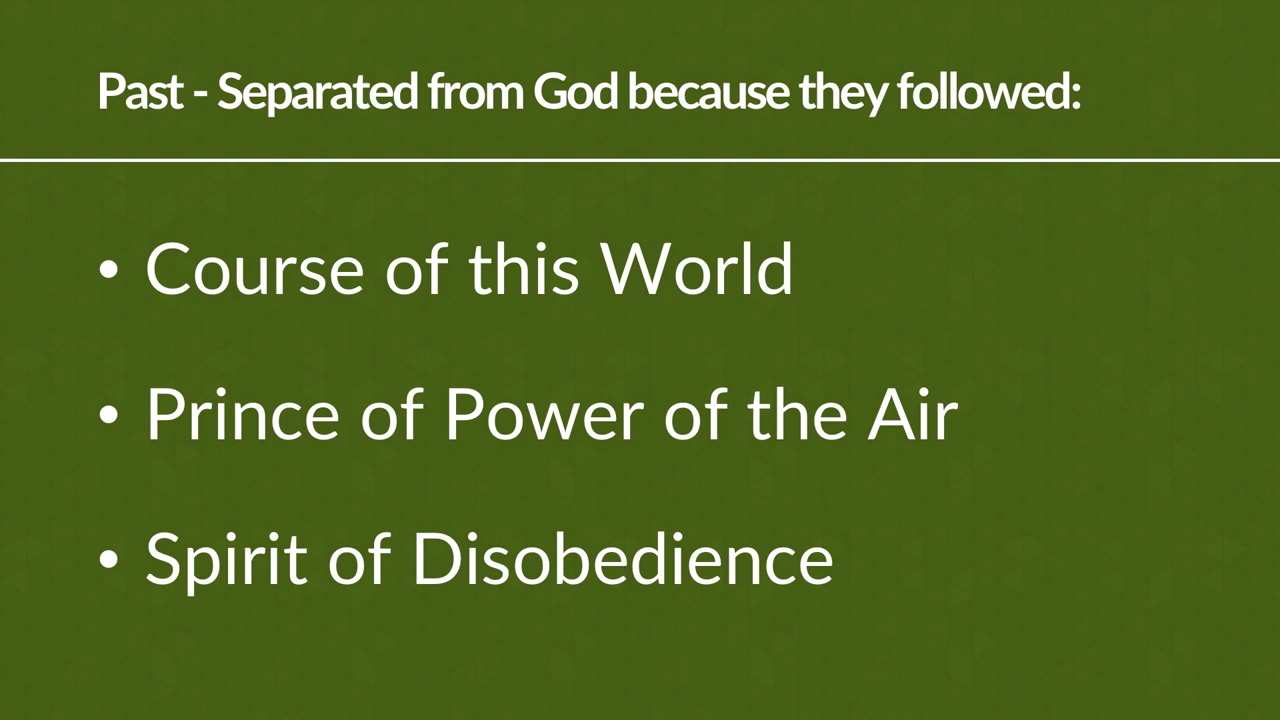 Past - Separated from God because they followed:
• Course of this World
• Prince of Power of the Air
• Spirit of Disobedience